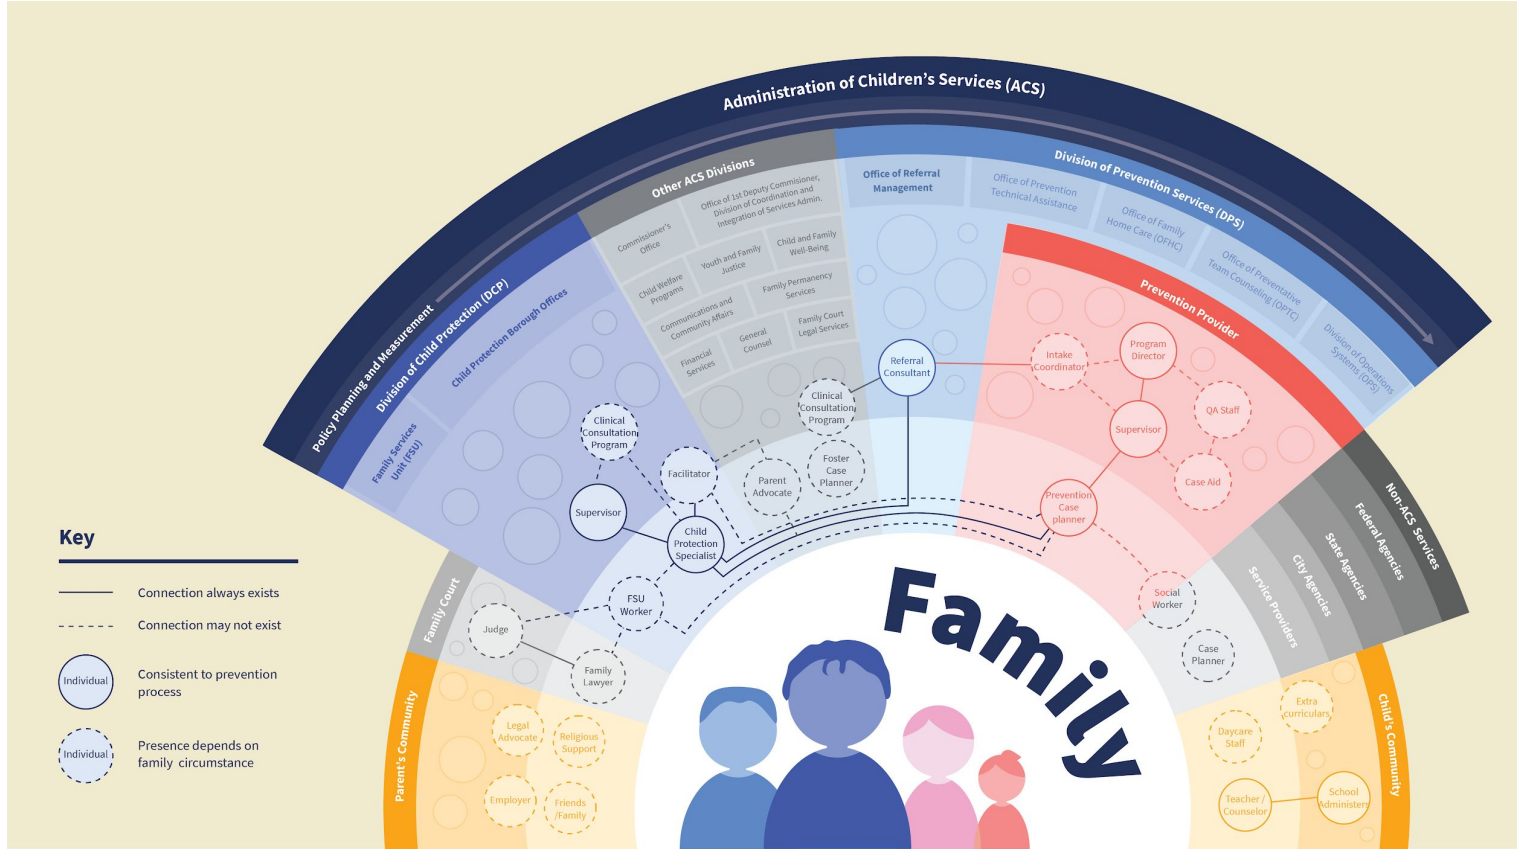 Administration of Children's Services (ACS)
Policy Planning and Measurement
Division of Child Protection (DCP)
Family Services
Unit (FSU)
Child Protection Borough Offices
Other ACS Divisions
Commissioner's
Office
Office of 1st Deputy Commisioner,
Division of Coordination and
Integration of Services Admin.
Child Welfare
Programs
Youth and Family
Justice
Child and Family
Well-Being
Communications and
Community Affairs
Family Permanency
Services
Financial
Services
General
Counsel
Family Court
Legal Services
Division of Prevention Services (DPS)
Office of Referral
Management
Office of Prevention
Technical Assistance
Office of Family
Home Care (OFHC)
Office of Preventative
Team Counseling (OPTC)
Division of Operations
Systems (OPS)
Prevention Provider
Clinical
Consultation
Program
Supervisor
Facilitator
Child
Protection
Specialist
FSU
Worker
Clinical
Consultation
Program
Parent
Advocate
Foster
Case
Planner
Referral
Consultant
Intake
Coordinator
Program
Director
Supervisor
QA Staff
Case Aid
Prevention
Case
planner
Social
Worker
Case
Planner
Non-ACS Services
Federal Agencies
State Agencies
City Agencies
Service Providers
Family Court
Judge
Family
Lawyer
Parent's Community
Legal
Advocate
Religious
Support
Employer
Friends
/Family
Family
Child's Community
Extra
curriculars
Daycare
Staff
Teacher /
Counselor
School
Administers
Key
Connection always exists
Connection may not exist
Individual
Consistent to prevention
process
Individual
Presence depends on
family circumstance